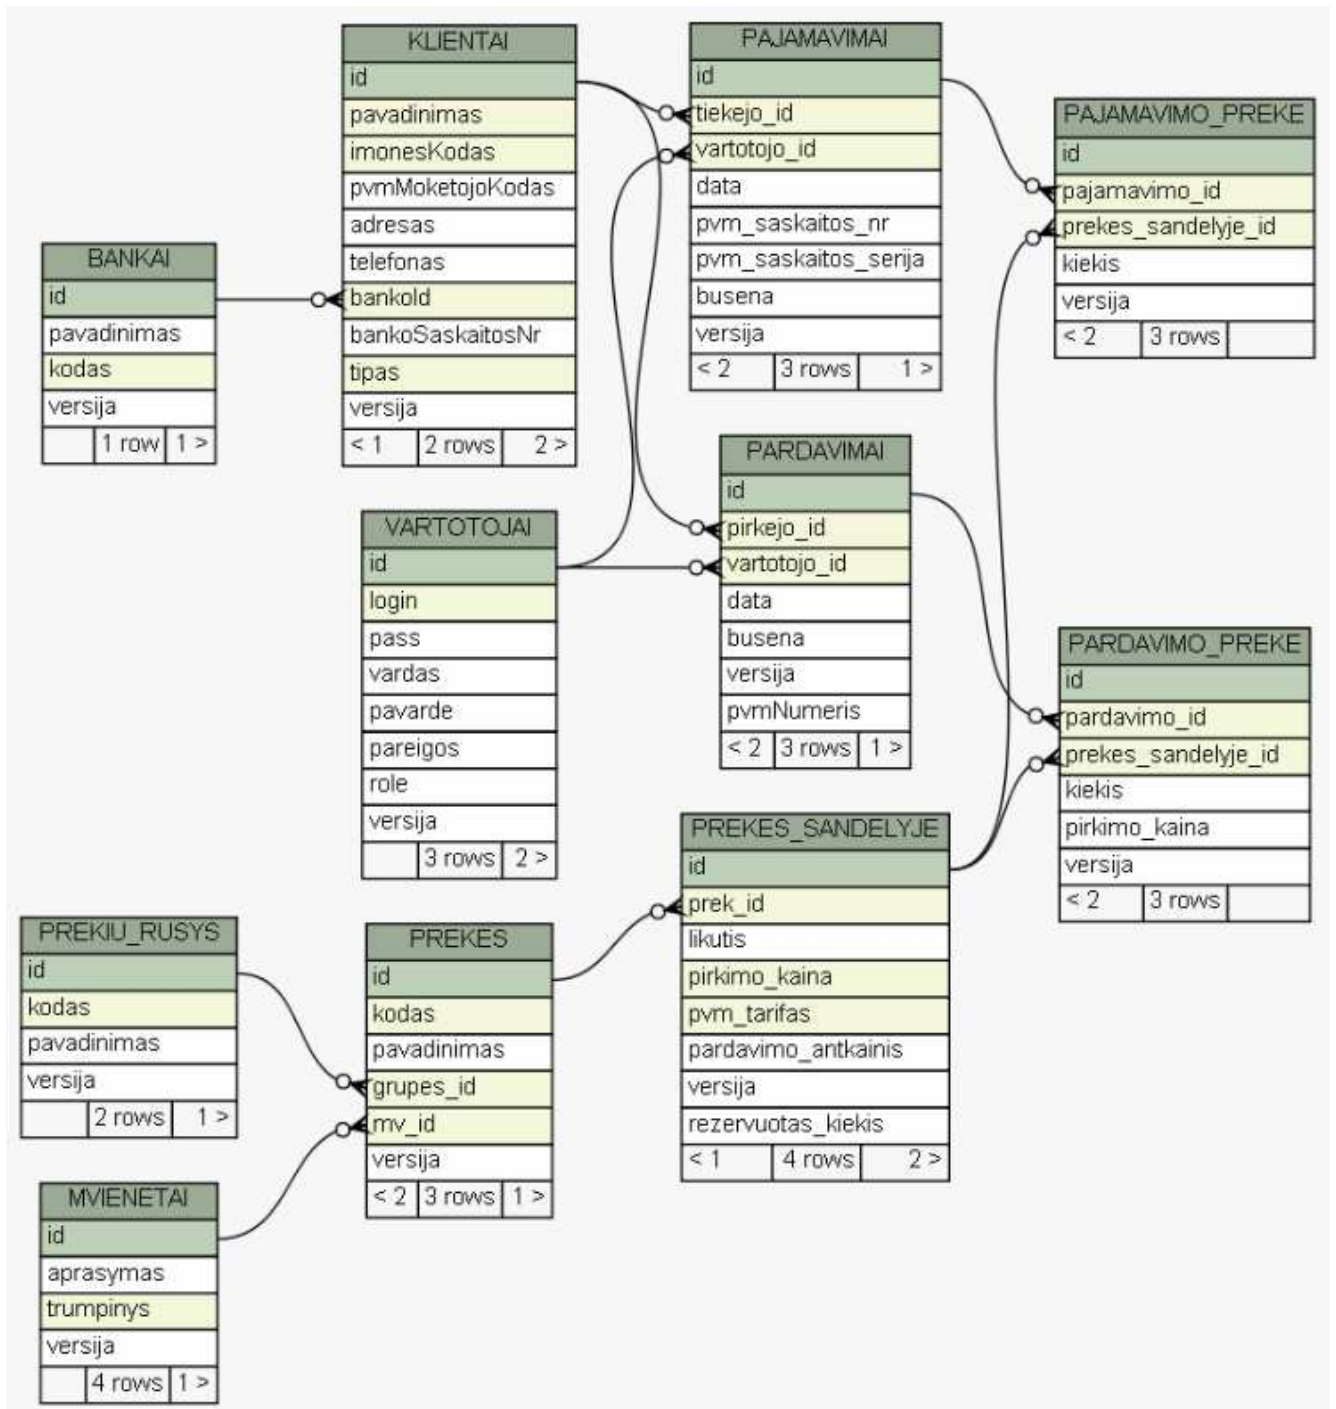 KLIENTAI
id
pavadinimas
imonesKodas
pvmMoketojoKodas
adresas
telefonas
bankoId
bankoSaskaitosNr
tipas
versija
< 1 2 rows 2 >
PAJAMAVIMAI
id
tiekejo_id
vartotojo_id
data
pvm_saskaitos_nr
pvm_saskaitos_serija
busena
versija
< 2 3 rows 1 >
PAJAMAVIMO_PREKE
id
pajamavimo_id
prekes_sandelyje_id
kiekis
versija
< 2 3 rows
BANKAI
id
pavadinimas
kodas
versija
1 row 1 >
VARTOTOJAI
id
login
pass
vardas
pavarde
pareigos
role
versija
3 rows 2 >
PARDAVIMAI
id
pirkejo_id
vartotojo_id
data
busena
versija
pvmNumeris
< 2 3 rows 1 >
PARDAVIMO_PREKE
id
pardavimo_id
prekes_sandelyje_id
kiekis
pirkimo_kaina
versija
< 2 3 rows
PREKES_SANDELYJE
id
prek_id
likutis
pirkimo_kaina
pvm_tarifas
pardavimo_antkainis
versija
rezervuotas_kiekis
< 1 4 rows 2 >
PREKIU_RUSYS
id
kodas
pavadinimas
versija
2 rows 1 >
PREKES
id
kodas
pavadinimas
grupes_id
mv_id
versija
< 2 3 rows 1 >
MVIENETAI
id
aprasymas
trumpinys
versija
4 rows 1 >